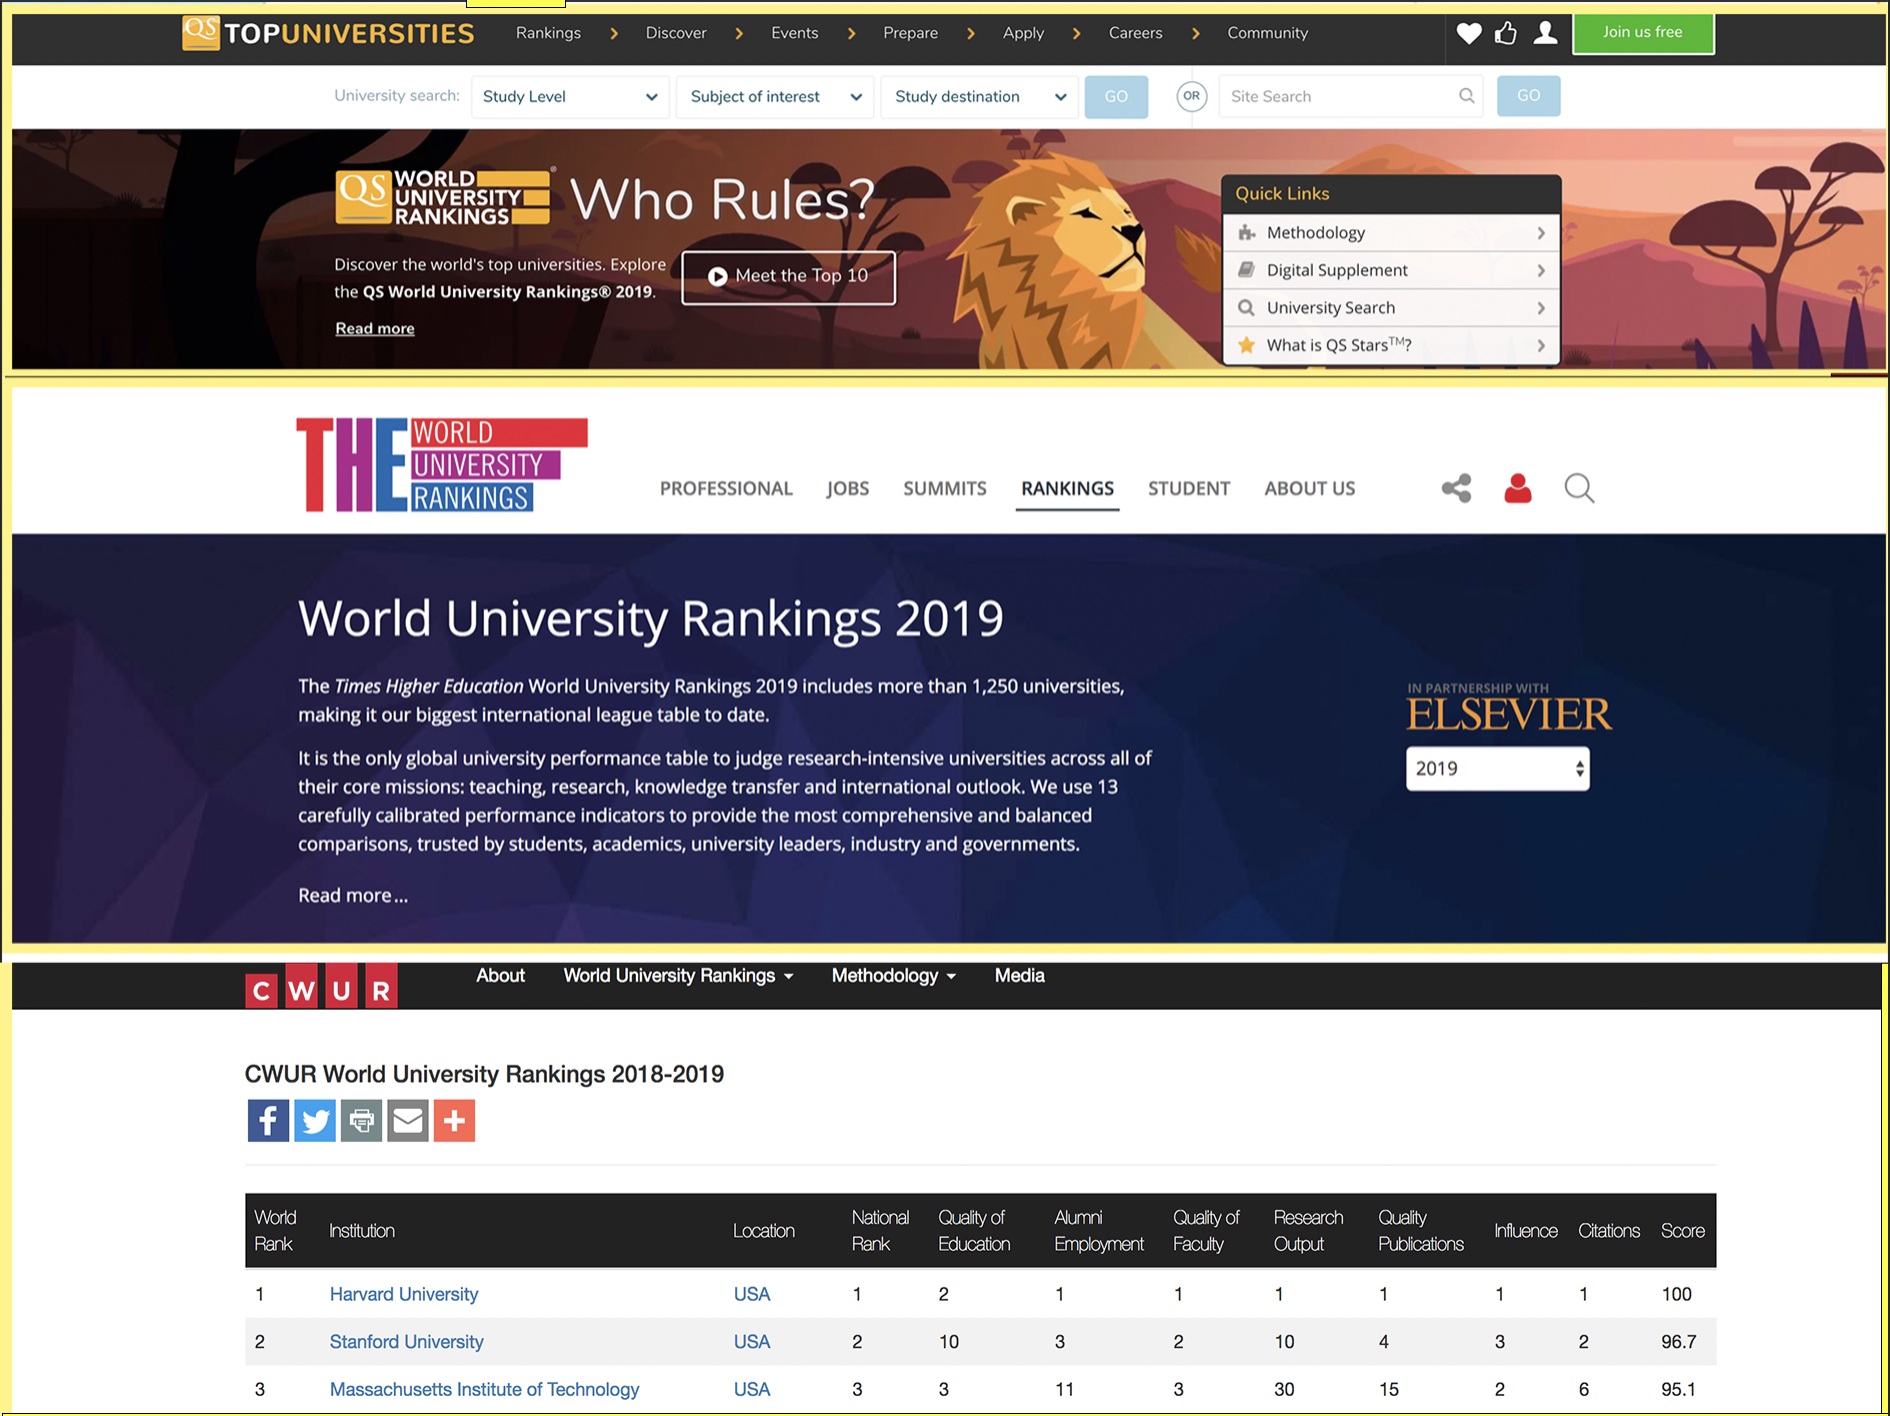 QS TOPUNIVERSITIES Rankings Discover Events Prepare Apply Careers Community Join us free
University search: Study Level Subject of interest Study destination GO OR Site Search GO
QS WORLD UNIVERSITY RANKINGS ® Who Rules?
Discover the world's top universities. Explore
the QS World University Rankings® 2019.
Read more
Meet the Top 10
Quick Links
Methodology
Digital Supplement
University Search
What is QS Stars™?
THE WORLD UNIVERSITY RANKINGS
PROFESSIONAL JOBS SUMMITS RANKINGS STUDENT ABOUT US
World University Rankings 2019
The Times Higher Education World University Rankings 2019 includes more than 1,250 universities,
making it our biggest international league table to date.
It is the only global university performance table to judge research-intensive universities across all of
their core missions: teaching, research, knowledge transfer and international outlook. We use 13
carefully calibrated performance indicators to provide the most comprehensive and balanced
comparisons, trusted by students, academics, university leaders, industry and governments.
Read more...
IN PARTNERSHIP WITH
ELSEVIER
2019
CWUR About World University Rankings Methodology Media
CWUR World University Rankings 2018-2019
World Rank Institution Location National Rank Quality of Education Alumni Employment Quality of Faculty Research Output Quality Publications Influence Citations Score
1 Harvard University USA 1 2 1 1 1 1 1 1 100
2 Stanford University USA 2 10 3 2 10 4 3 2 96.7
3 Massachusetts Institute of Technology USA 3 3 11 3 30 15 2 6 95.1